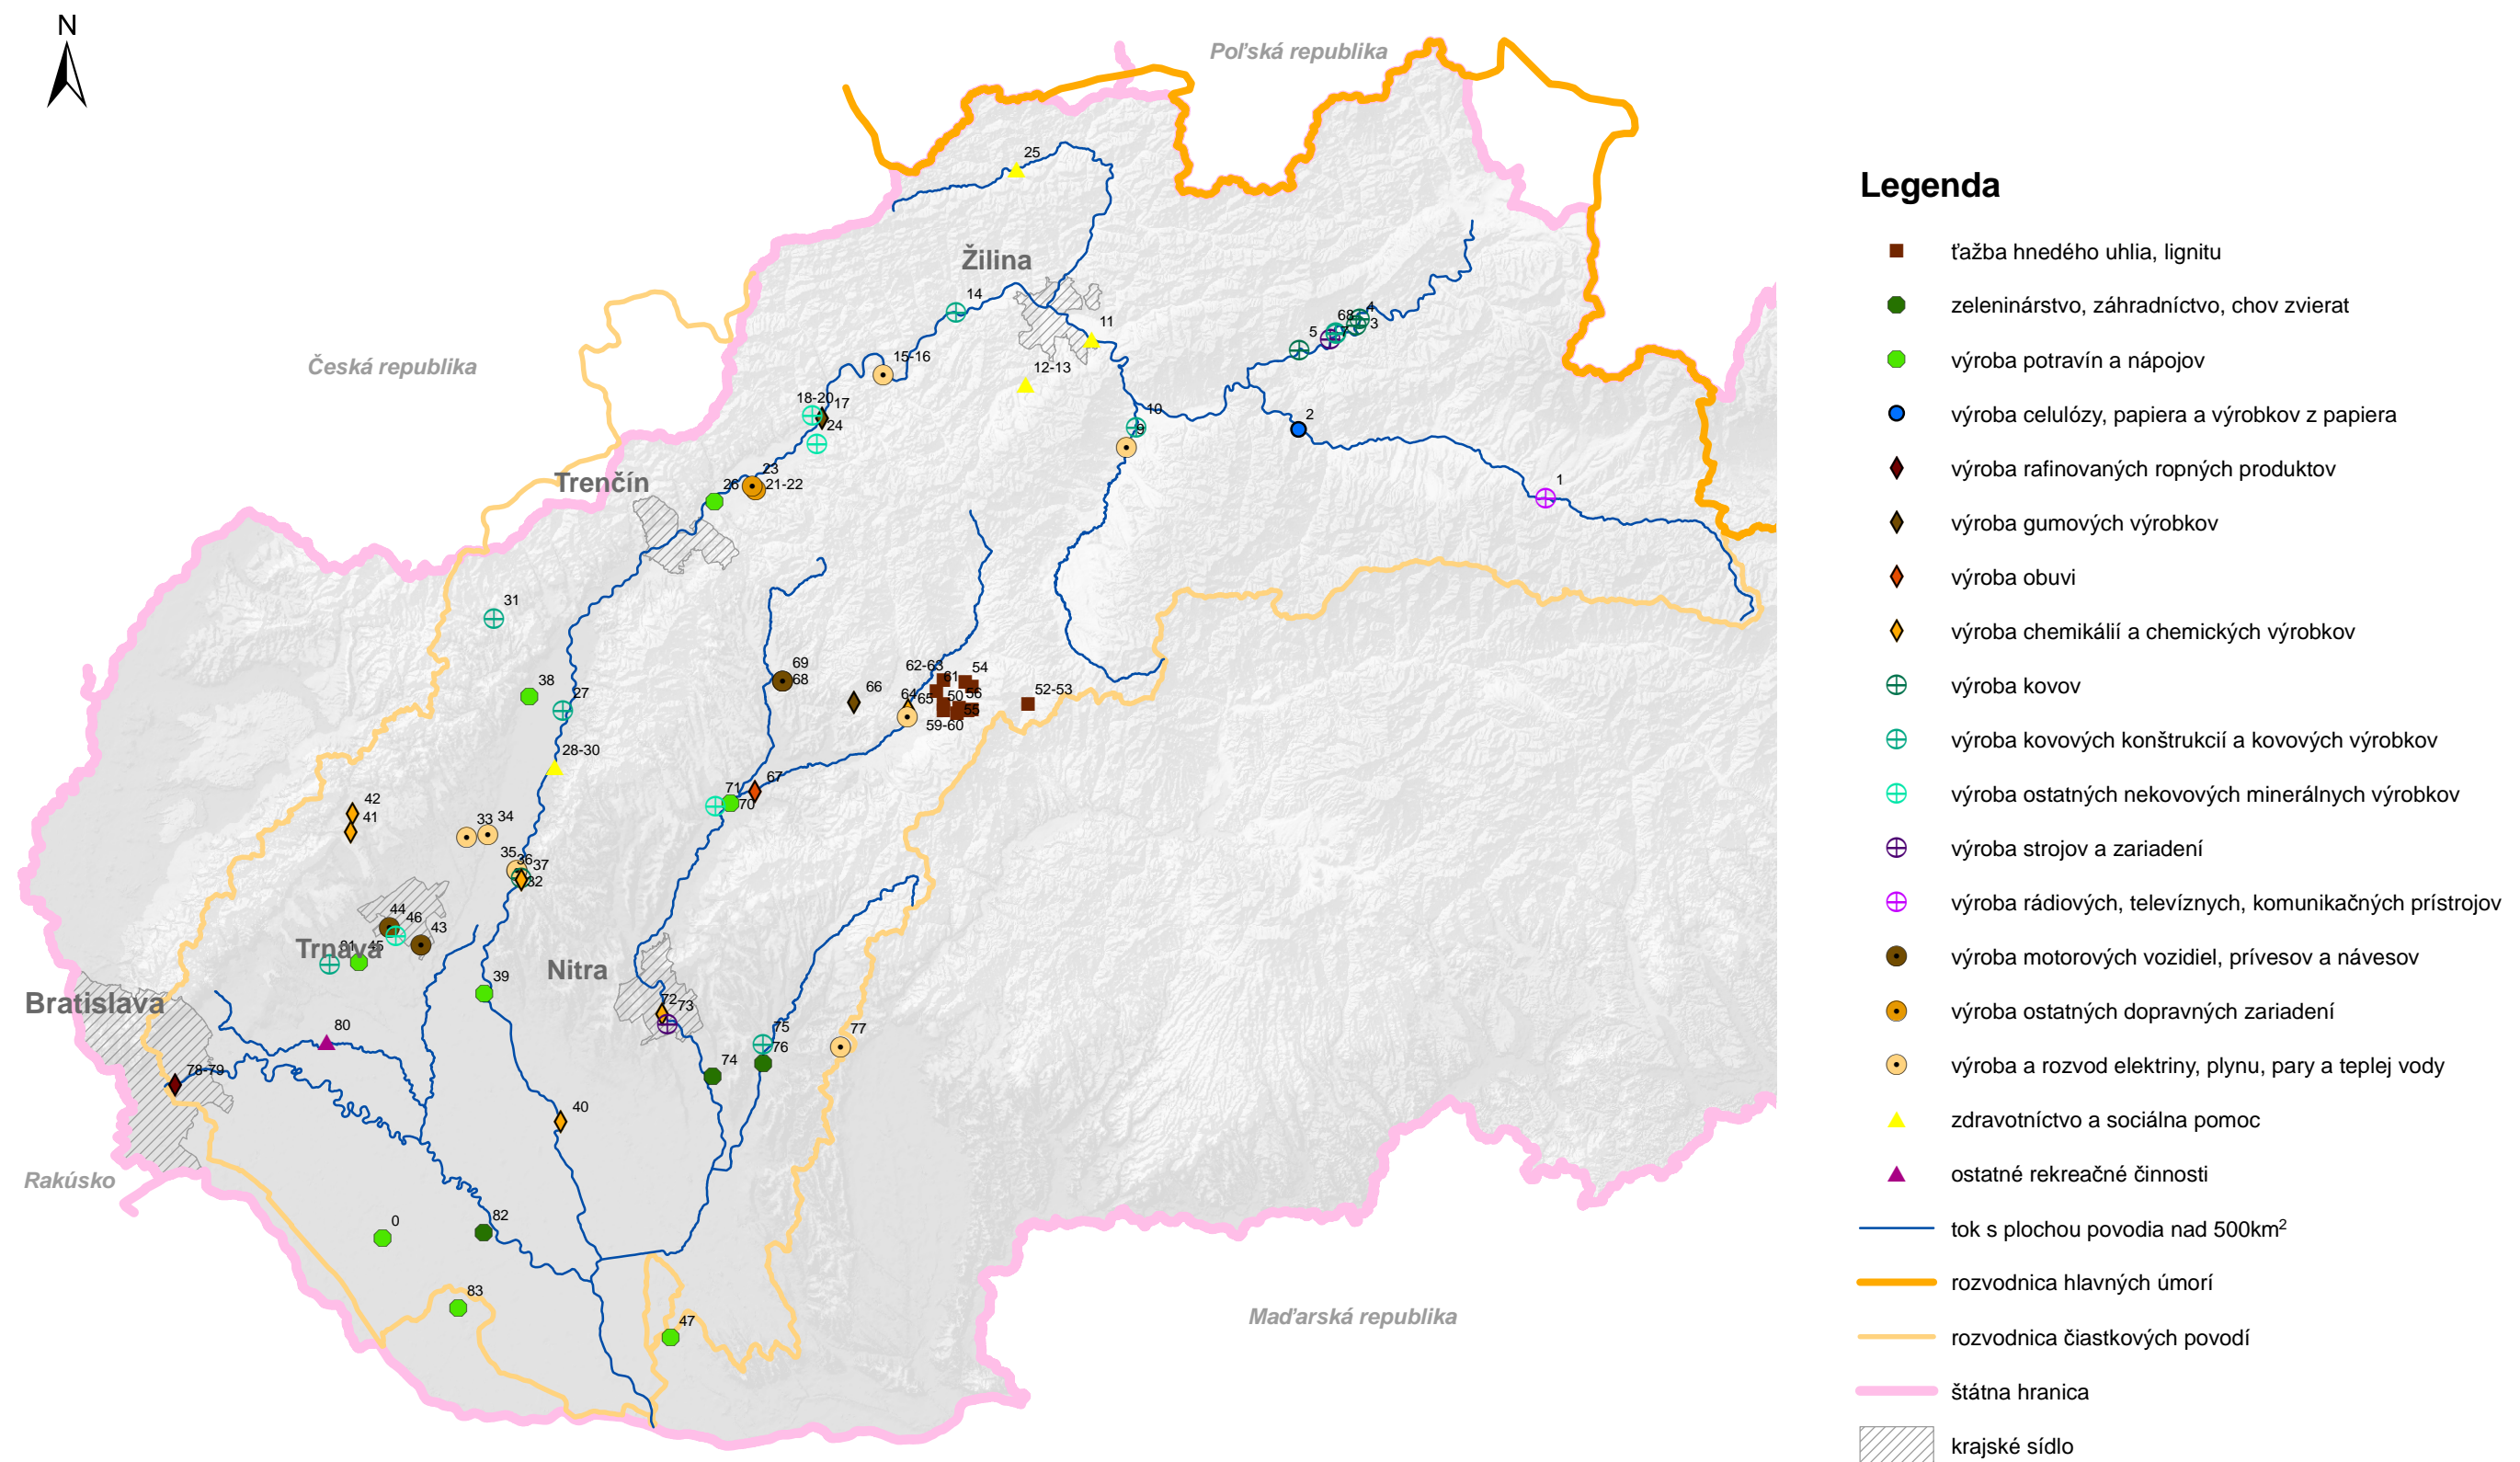 N
Poľská republika
25
Žilina
14
11
4
68
3
5
7
Česká republika
15-16
12-13
18-20
17
24
10
9
2
1
23
26
21-22
Trenčín
31
69
68
38
27
66
62-63
61
54
64
65
50
56
52-53
55
59-60
28-30
71
67
70
42
41
33
34
35
36
37
32
44
46
43
81
45
Trnava
39
Nitra
Bratislava
72
73
80
75
76
77
78-79
74
40
Rakúsko
0
82
83
47
Maďarská republika
Legenda
ťažba hnedého uhlia, lignitu
zeleninárstvo, záhradníctvo, chov zvierat
výroba potravín a nápojov
výroba celulózy, papiera a výrobkov z papiera
výroba rafinovaných ropných produktov
výroba gumových výrobkov
výroba obuvi
výroba chemikálií a chemických výrobkov
výroba kovov
výroba kovových konštrukcií a kovových výrobkov
výroba ostatných nekovových minerálnych výrobkov
výroba strojov a zariadení
výroba rádiových, televíznych, komunikačných prístrojov
výroba motorových vozidiel, prívesov a návesov
výroba ostatných dopravných zariadení
výroba a rozvod elektriny, plynu, pary a teplej vody
zdravotníctvo a sociálna pomoc
ostatné rekreačné činnosti
tok s plochou povodia nad 500km²
rozvodnica hlavných úmorí
rozvodnica čiastkových povodí
štátna hranica
krajské sídlo